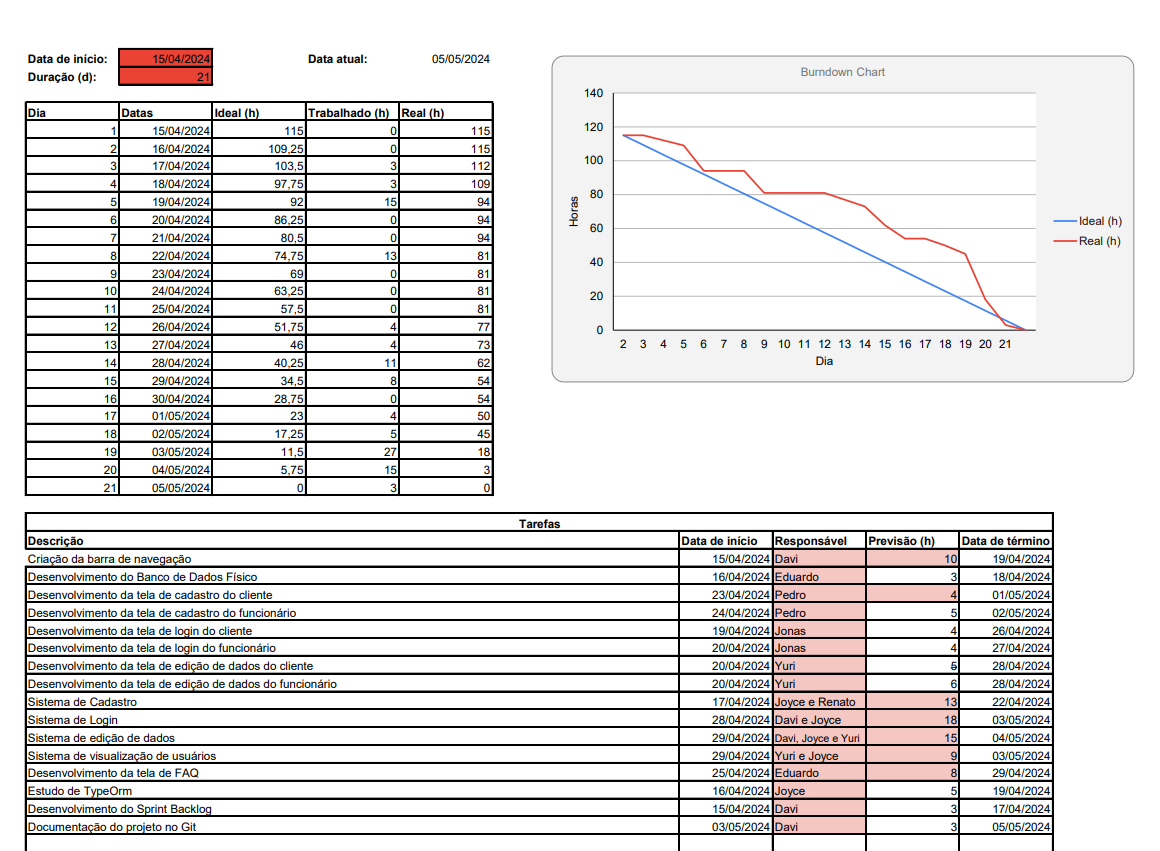 Data de início: 15/04/2024 Data atual: 05/05/2024
Duração (d): 21
Dia Datas Ideal (h) Trabalhado (h) Real (h)
1 15/04/2024 115 0 115
2 16/04/2024 109,25 0 115
3 17/04/2024 103,5 3 112
4 18/04/2024 97,75 3 109
5 19/04/2024 92 15 94
6 20/04/2024 86,25 0 94
7 21/04/2024 80,5 0 94
8 22/04/2024 74,75 13 81
9 23/04/2024 69 0 81
10 24/04/2024 63,25 0 81
11 25/04/2024 57,5 0 81
12 26/04/2024 51,75 4 77
13 27/04/2024 46 4 73
14 28/04/2024 40,25 11 62
15 29/04/2024 34,5 8 54
16 30/04/2024 28,75 0 54
17 01/05/2024 23 4 50
18 02/05/2024 17,25 5 45
19 03/05/2024 11,5 27 18
20 04/05/2024 5,75 15 3
21 05/05/2024 0 3 0
Burndown Chart
Horas
140
120
100
80
60
40
20
0
2 3 4 5 6 7 8 9 10 11 12 13 14 15 16 17 18 19 20 21
Dia
Ideal (h)
Real (h)
Tarefas
Descrição Data de início Responsável Previsão (h) Data de término
Criação da barra de navegação 15/04/2024 Davi 10 19/04/2024
Desenvolvimento do Banco de Dados Físico 16/04/2024 Eduardo 3 18/04/2024
Desenvolvimento da tela de cadastro do cliente 23/04/2024 Pedro 4 01/05/2024
Desenvolvimento da tela de cadastro do funcionário 24/04/2024 Pedro 5 02/05/2024
Desenvolvimento da tela de login do cliente 19/04/2024 Jonas 4 26/04/2024
Desenvolvimento da tela de login do funcionário 20/04/2024 Jonas 4 27/04/2024
Desenvolvimento da tela de edição de dados do cliente 20/04/2024 Yuri 5 28/04/2024
Desenvolvimento da tela de edição de dados do funcionário 20/04/2024 Yuri 6 28/04/2024
Sistema de Cadastro 17/04/2024 Joyce e Renato 13 22/04/2024
Sistema de Login 28/04/2024 Davi e Joyce 18 03/05/2024
Sistema de edição de dados 29/04/2024 Davi, Joyce e Yuri 15 04/05/2024
Sistema de visualização de usuários 29/04/2024 Yuri e Joyce 9 03/05/2024
Desenvolvimento da tela de FAQ 25/04/2024 Eduardo 8 29/04/2024
Estudo de TypeOrm 16/04/2024 Joyce 5 19/04/2024
Desenvolvimento do Sprint Backlog 15/04/2024 Davi 3 17/04/2024
Documentação do projeto no Git 03/05/2024 Davi 3 05/05/2024